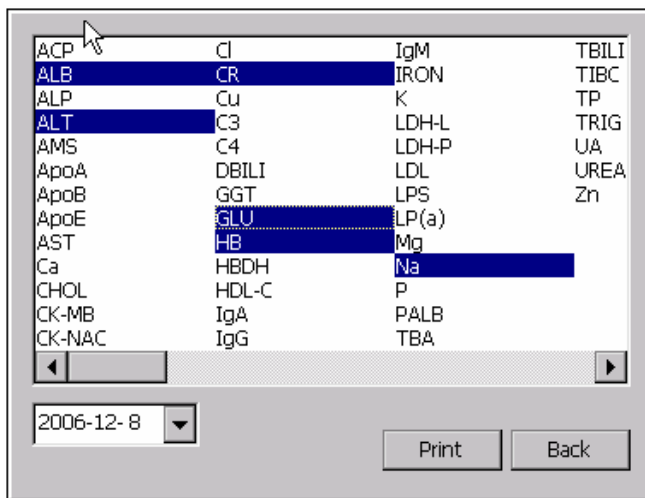 ACP Cl IgM TBILI
ALB CR IRON TIBC
ALP Cu K TP
ALT C3 LDH-L TRIG
AMS C4 LDH-P UA
ApoA DBILI LDL UREA
ApoB GGT LPS Zn
ApoE GLU LP(a)
AST HB Mg
Ca HBDH Na
CHOL HDL-C P
CK-MB IgA PALB
CK-NAC IgG TBA
2006-12- 8
Print Back